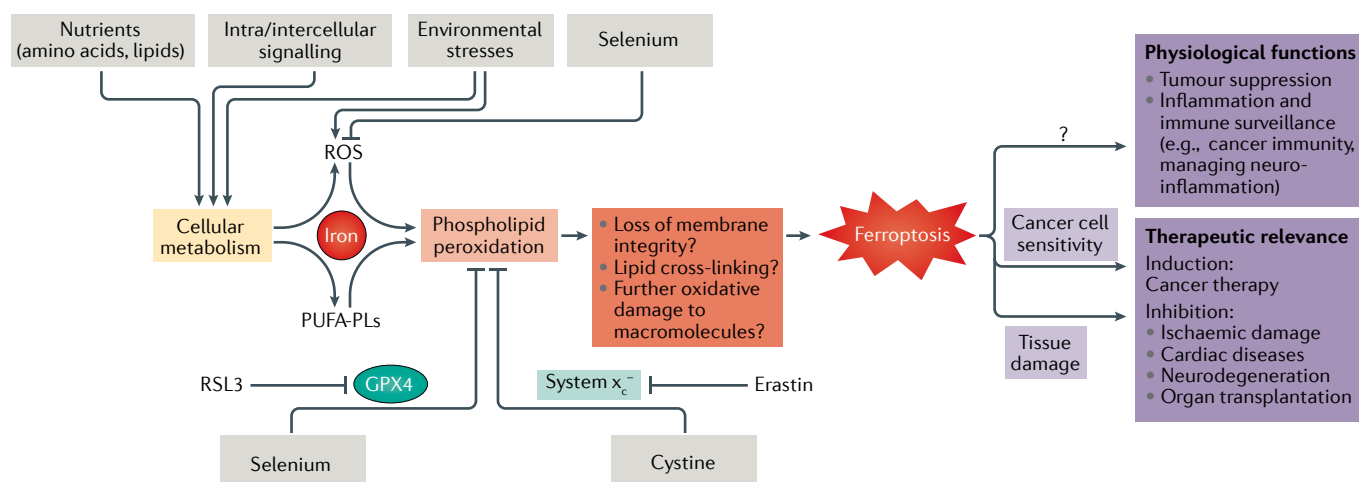 Nutrients
(amino acids, lipids)
Intra/intercellular
signalling
Environmental
stresses
Selenium
ROS
Cellular
metabolism
Iron
PUFA-PLs
Phospholipid
peroxidation
• Loss of membrane
integrity?
• Lipid cross-linking?
• Further oxidative
damage to
macromolecules?
Ferroptosis
?
Cancer cell
sensitivity
Tissue
damage
Physiological functions
• Tumour suppression
• Inflammation and
immune surveillance
(e.g., cancer immunity,
managing neuro-
inflammation)
Therapeutic relevance
Induction:
Cancer therapy
Inhibition:
• Ischaemic damage
• Cardiac diseases
• Neurodegeneration
• Organ transplantation
RSL3
GPX4
System x_c^−
Erastin
Selenium
Cystine